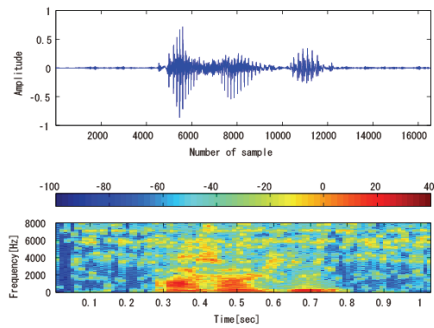 1
0.5
0
-0.5
-1
Amplitude
2000 4000 6000 8000 10000 12000 14000 16000
Number of sample
-100 -80 -60 -40 -20 0 20 40
8000
6000
4000
2000
0
Frequency[Hz]
0.1 0.2 0.3 0.4 0.5 0.6 0.7 0.8 0.9 1
Time[sec]